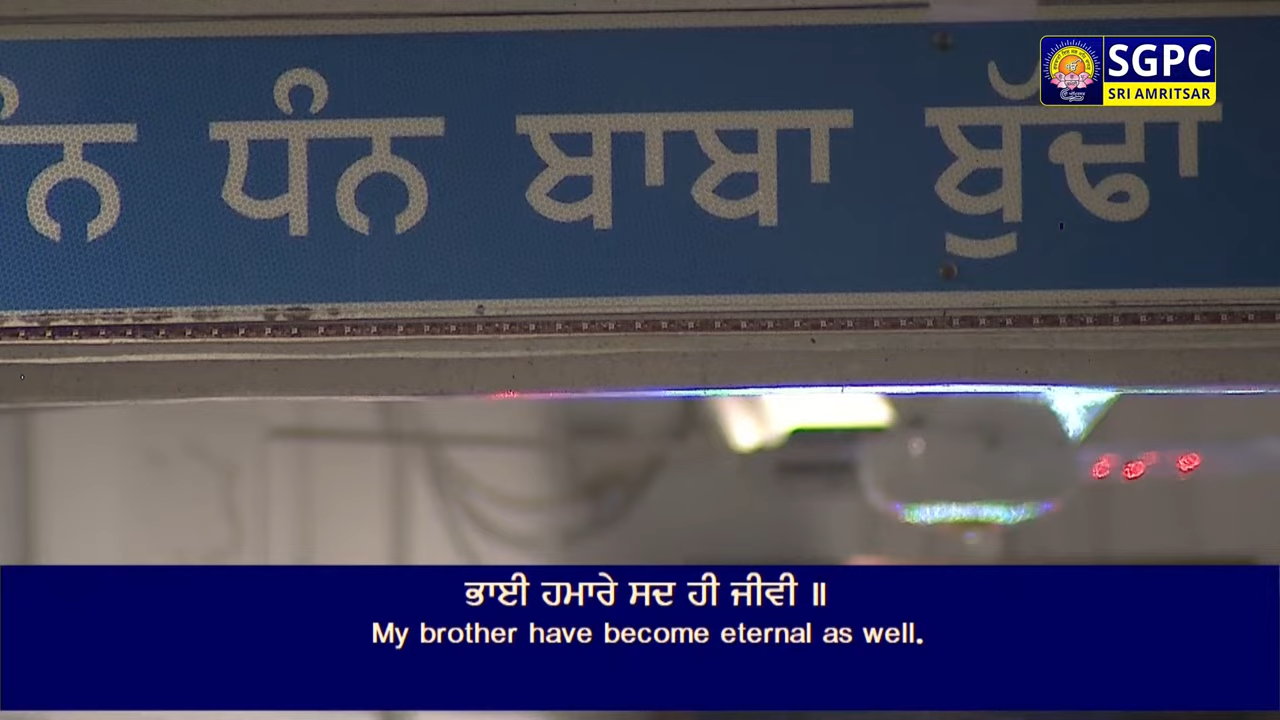 ਨ ਧੰਨ ਬਾਬਾ ਬੁੱਢਾ
SGPC
SRI AMRITSAR
ਭਾਈ ਹਮਾਰੇ ਸਦ ਹੀ ਜੀਵੀ ॥
My brother have become eternal as well.